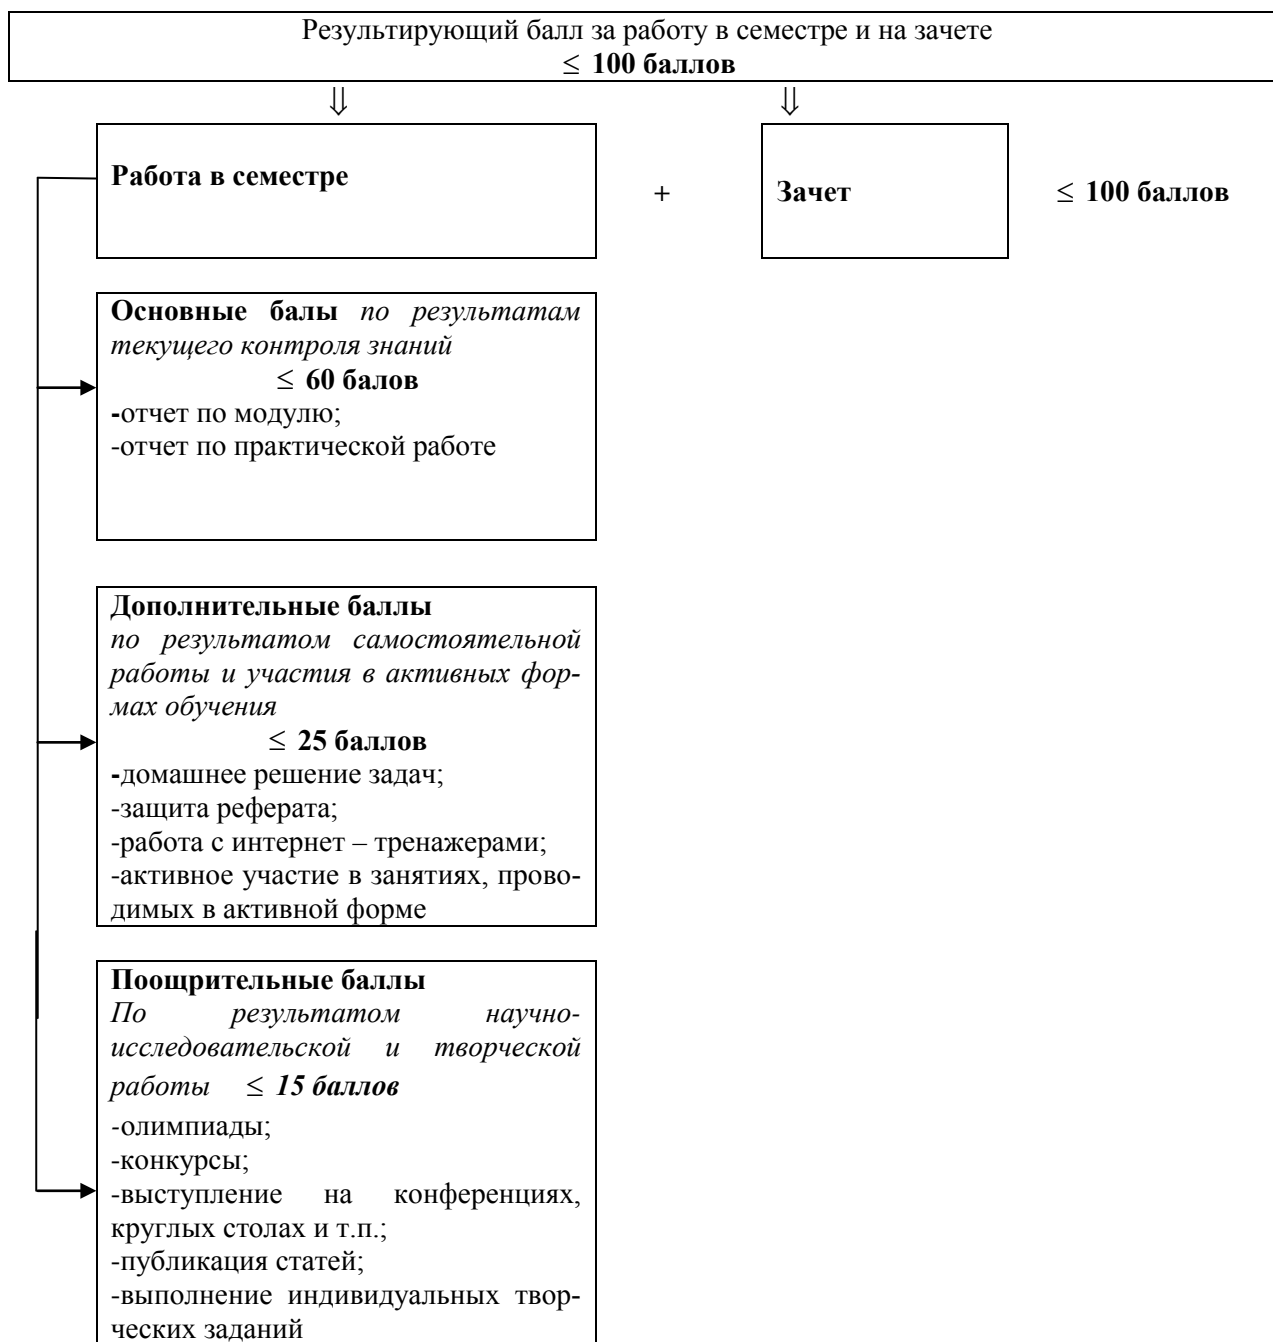 Результирующий балл за работу в семестре и на зачете
≤ 100 баллов
⇓ ⇓
Работа в семестре + Зачет ≤ 100 баллов
Основные балы по результатам
текущего контроля знаний
≤ 60 балов
-отчет по модулю;
-отчет по практической работе
Дополнительные баллы
по результатом самостоятельной
работы и участия в активных фор-
мах обучения
≤ 25 баллов
-домашнее решение задач;
-защита реферата;
-работа с интернет – тренажерами;
-активное участие в занятиях, прово-
димых в активной форме
Поощрительные баллы
По результатом научно-
исследовательской и творческой
работы ≤ 15 баллов
-олимпиады;
-конкурсы;
-выступление на конференциях,
круглых столах и т.п.;
-публикация статей;
-выполнение индивидуальных твор-
ческих заданий